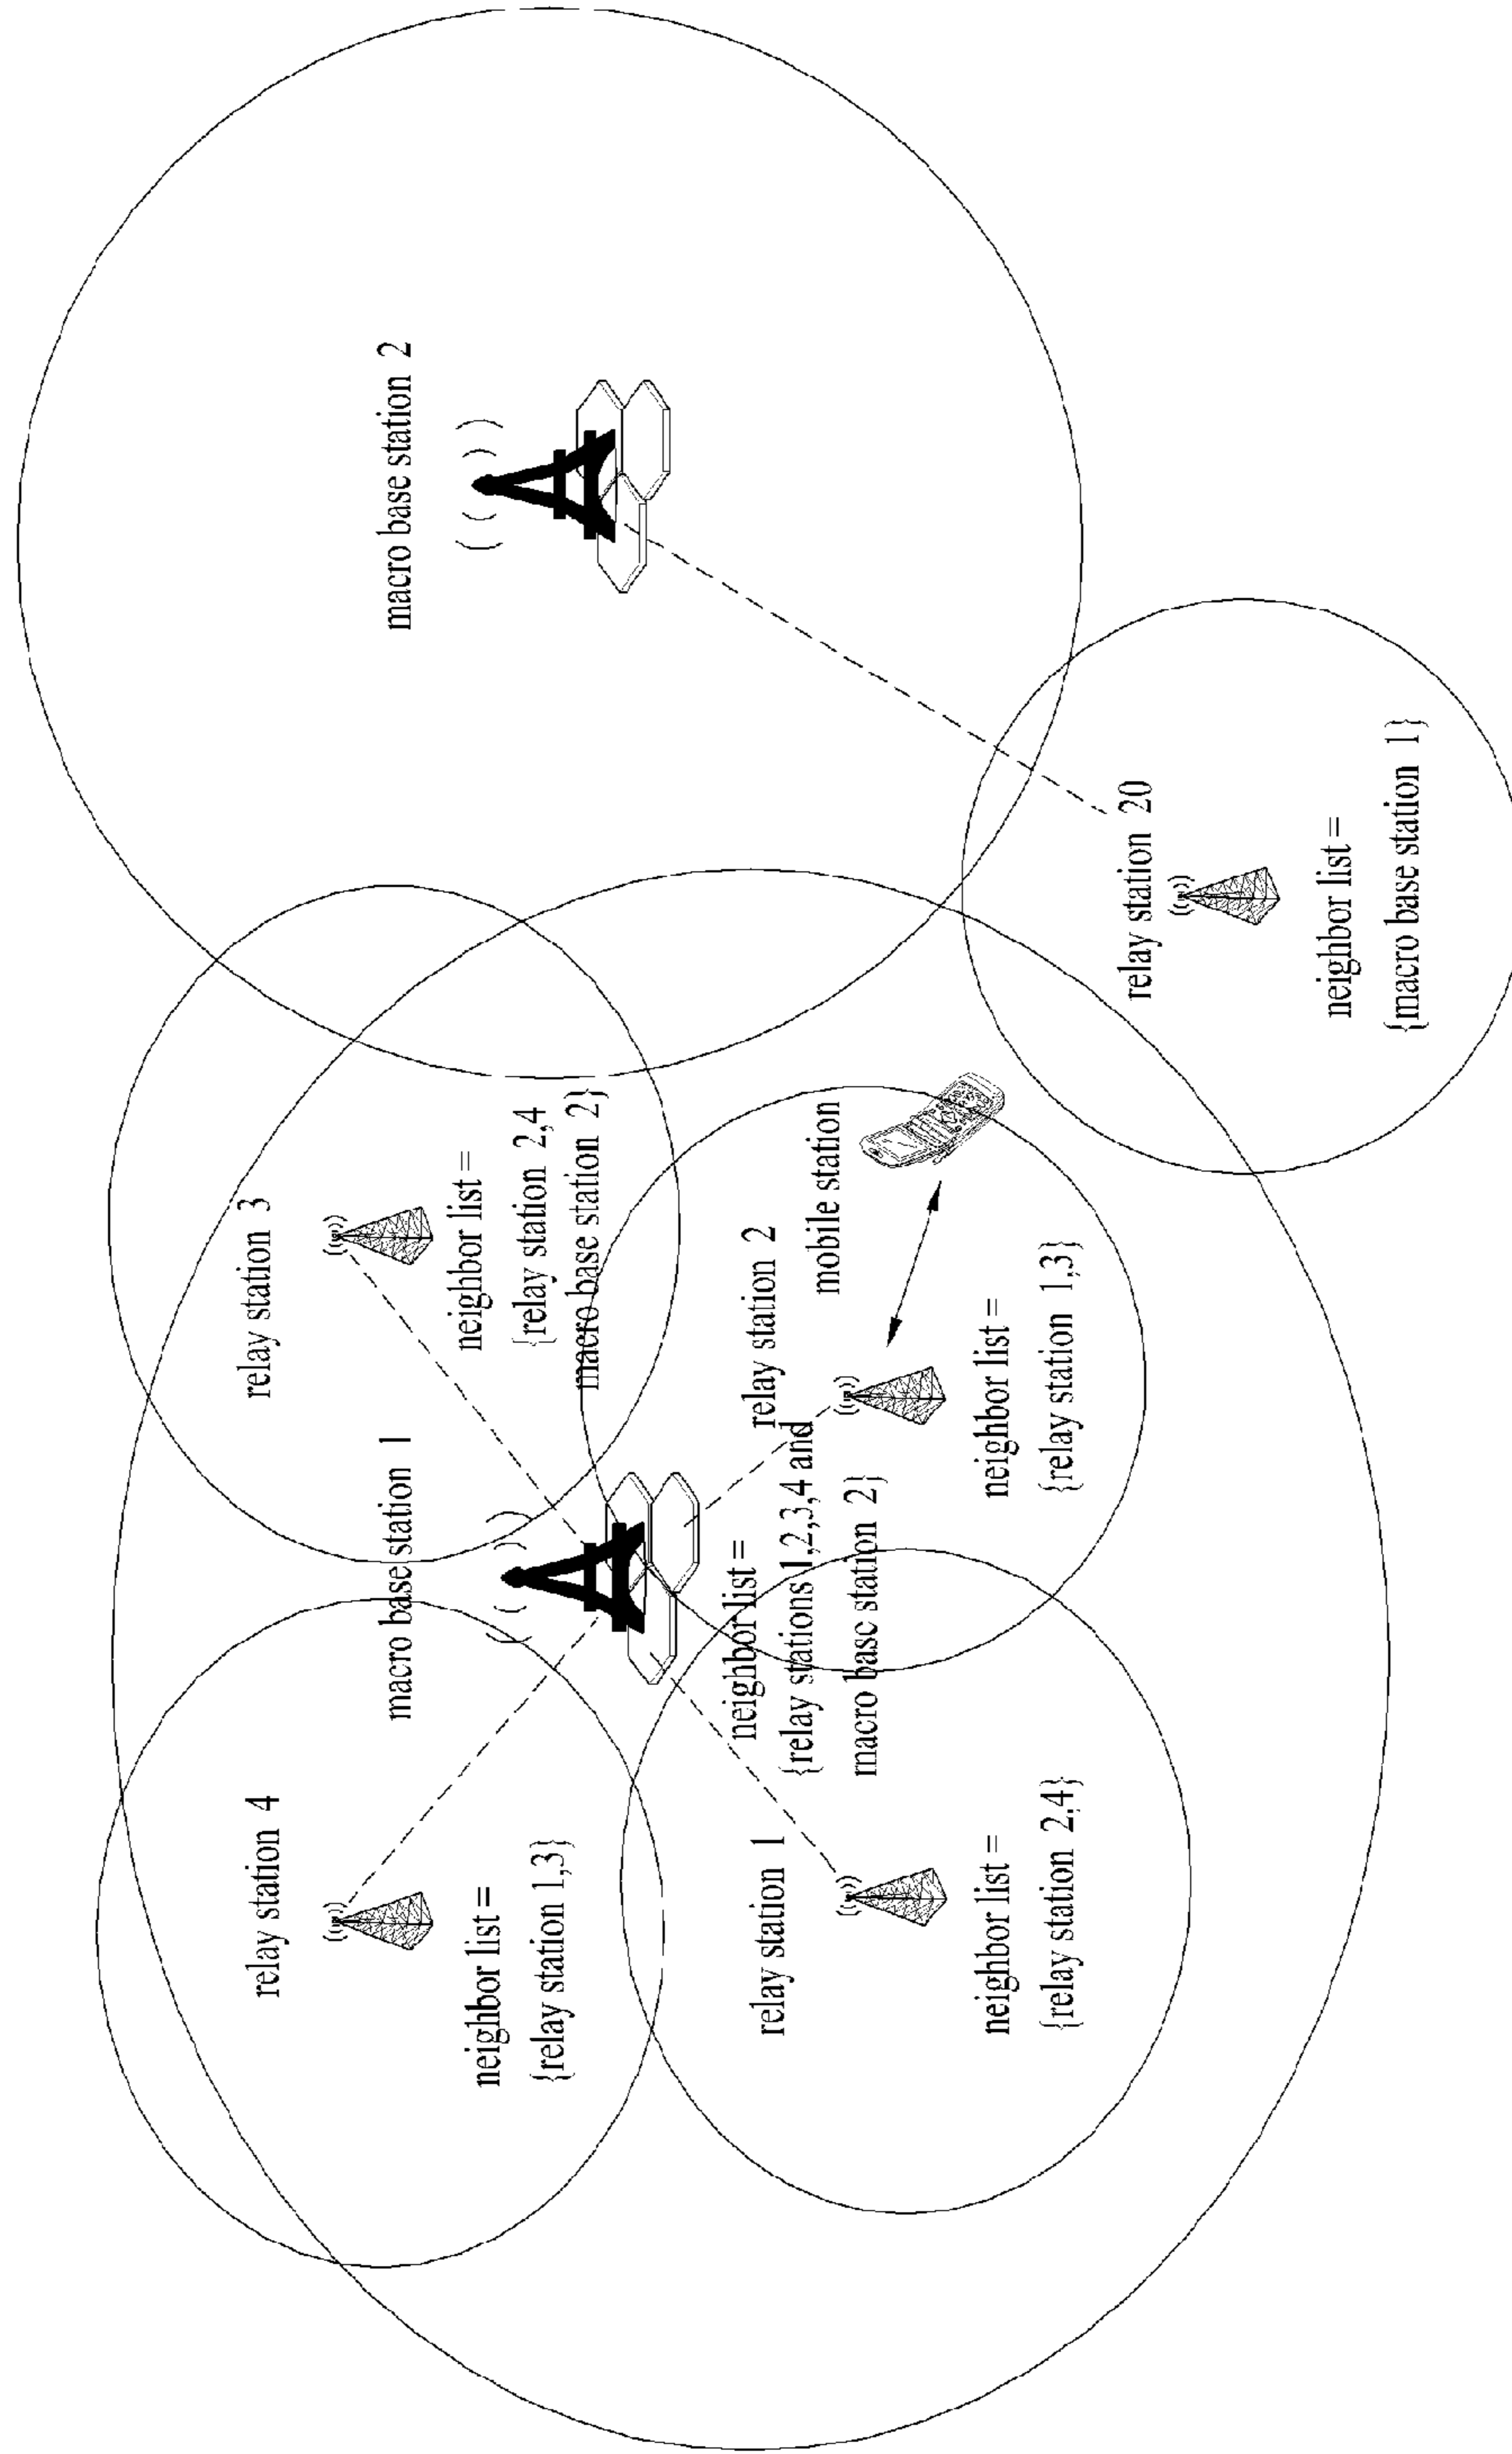 relay station 4
neighbor list =
{relay station 1,3}
macro base station 1
neighbor list =
{relay stations 1,2,3,4 and
macro base station 2}
relay station 3
neighbor list =
{relay station 2,4
macro base station 2}
macro base station 2
relay station 1
neighbor list =
{relay station 2,4}
relay station 2
neighbor list =
{relay station 1,3}
mobile station
relay station 20
neighbor list =
{macro base station 1}